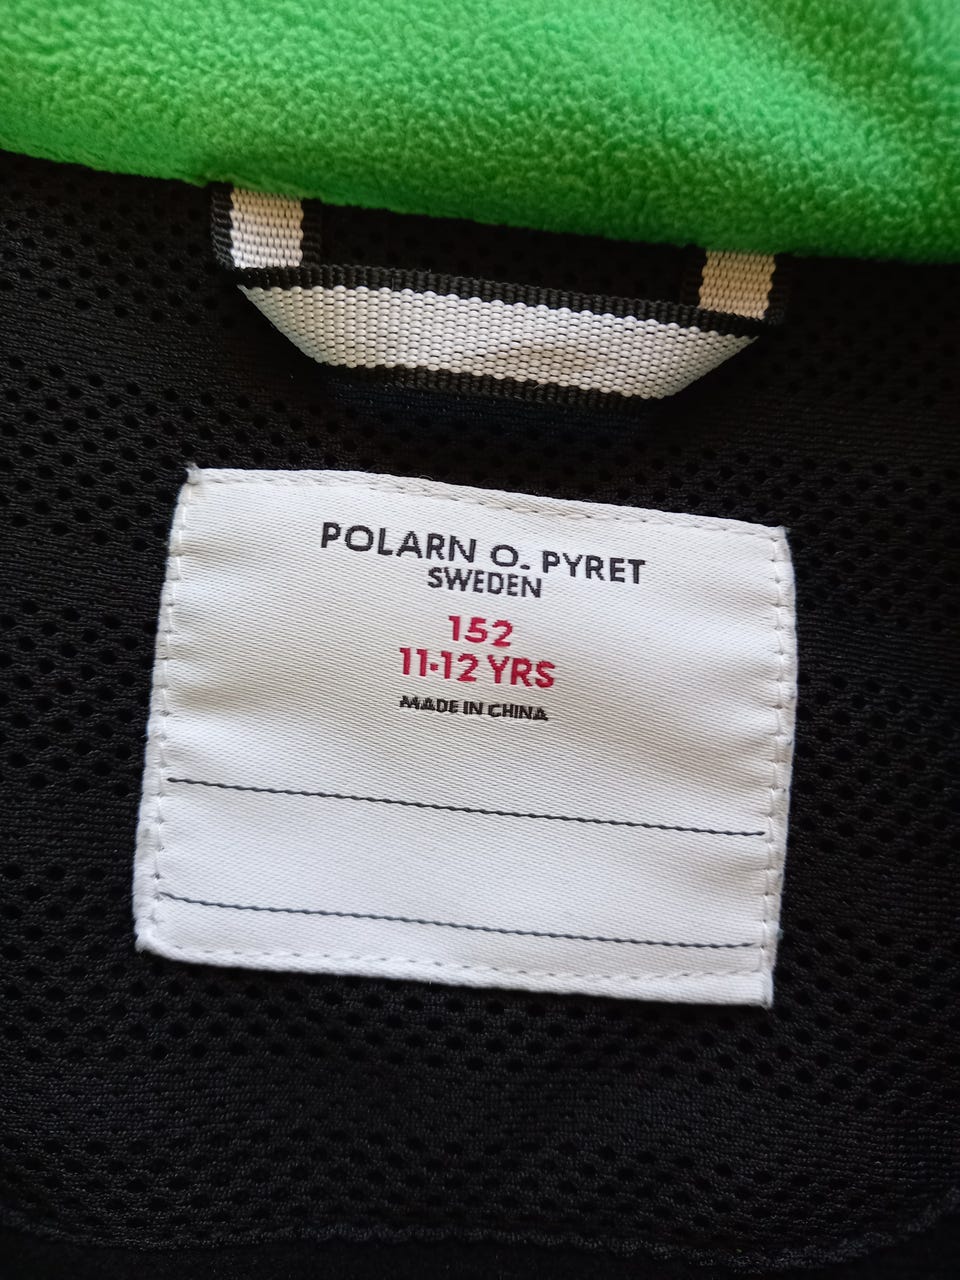 POLARN O. PYRET
SWEDEN
152
11-12 YRS
MADE IN CHINA